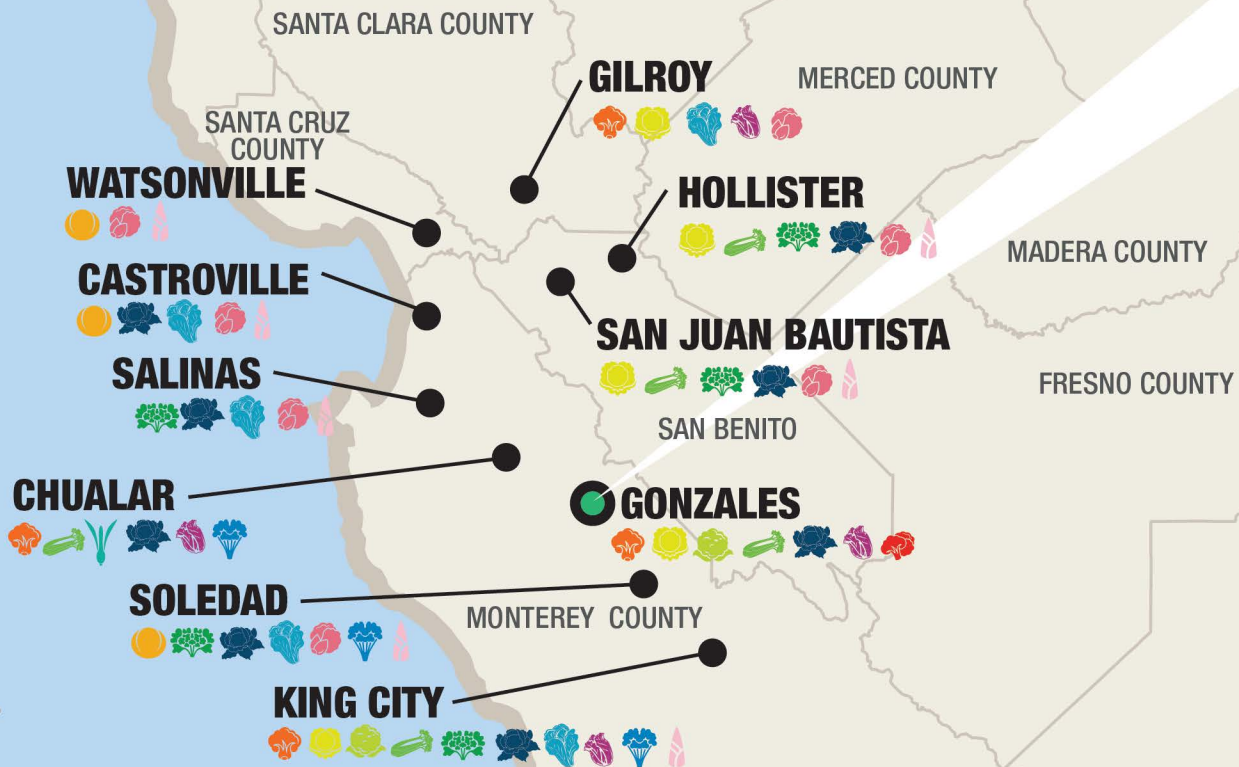 SANTA CLARA COUNTY
GILROY
MERCED COUNTY
SANTA CRUZ
COUNTY
WATSONVILLE
HOLLISTER
MADERA COUNTY
CASTROVILLE
SAN JUAN BAUTISTA
SALINAS
FRESNO COUNTY
SAN BENITO
CHUALAR
GONZALES
SOLEDAD
MONTEREY COUNTY
KING CITY